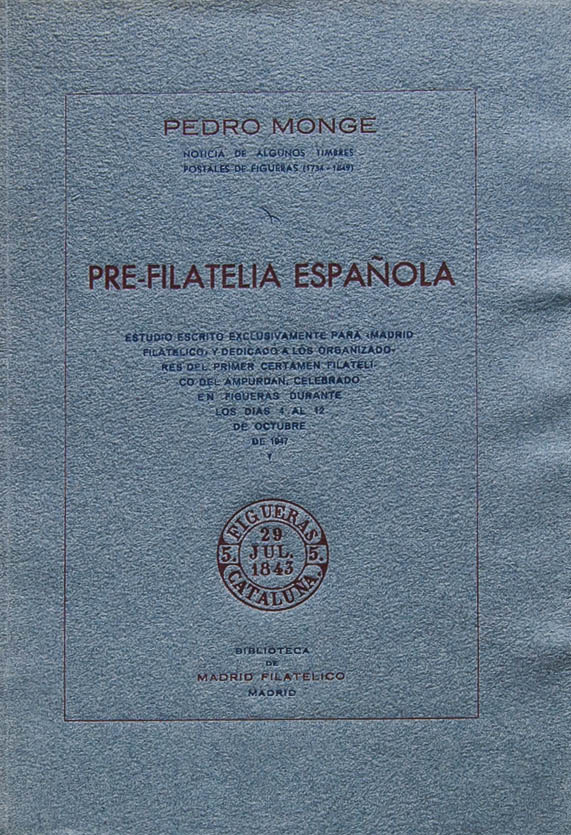 PEDRO MONGE
NOTICIA DE ALGUNOS TIMBRES
POSTALES DE FIGUERAS (1734-1849)
PRE-FILATELIA ESPAÑOLA
ESTUDIO ESCRITO EXCLUSIVAMENTE PARA «MADRID
FILATELICO» Y DEDICADO A LOS ORGANIZADO-
RES DEL PRIMER CERTAMEN FILATELI-
CO DEL AMPURDAN, CELEBRADO
EN FIGUERAS DURANTE
LOS DIAS 4 AL 12
DE OCTUBRE
DE 1947
Y
FIGUERAS
29
5. JUL. 5.
1843
CATALUÑA.
BIBLIOTECA
DE
MADRID FILATELICO
MADRID